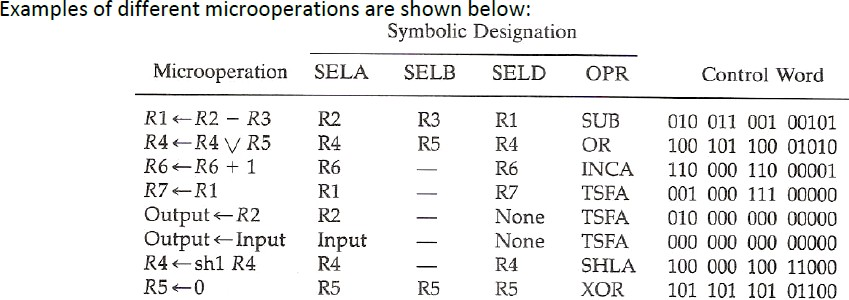 Examples of different microoperations are shown below:
Symbolic Designation
Microoperation SELA SELB SELD OPR Control Word
R1←R2 − R3 R2 R3 R1 SUB 010 011 001 00101
R4←R4 ∨ R5 R4 R5 R4 OR 100 101 100 01010
R6←R6 + 1 R6 — R6 INCA 110 000 110 00001
R7←R1 R1 — R7 TSFA 001 000 111 00000
Output←R2 R2 — None TSFA 010 000 000 00000
Output←Input Input — None TSFA 000 000 000 00000
R4←sh1 R4 R4 — R4 SHLA 100 000 100 11000
R5←0 R5 R5 R5 XOR 101 101 101 01100